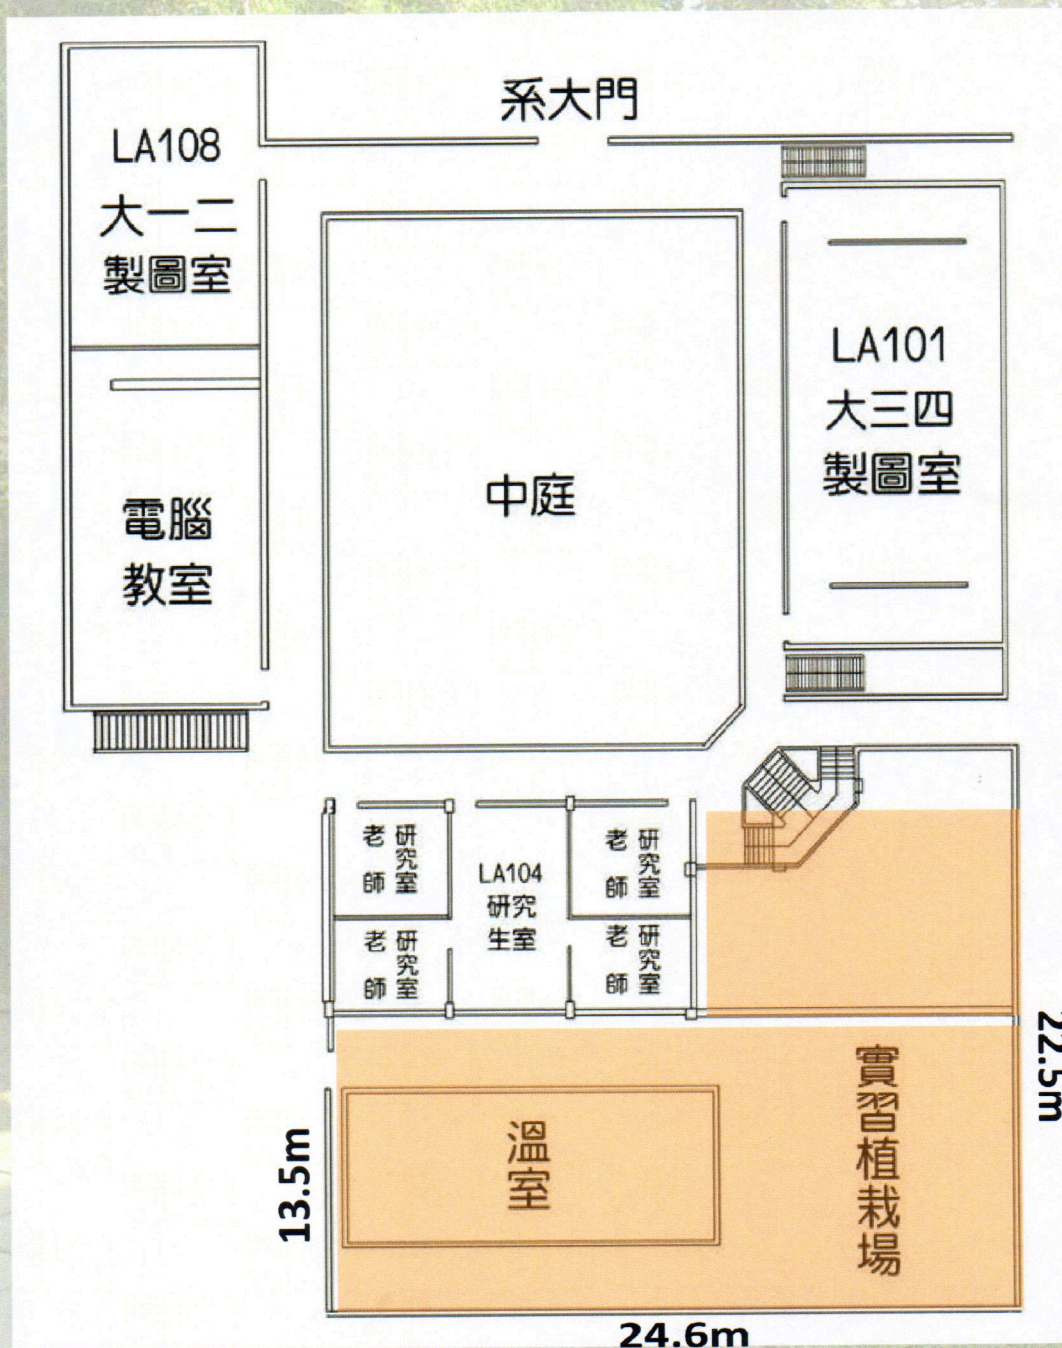 系大門
LA108
大一二
製圖室
LA101
大三四
製圖室
中庭
電腦
教室
老師
研究室
LA104
研究
生室
老師
研究室
老師
研究室
老師
研究室
溫室
實習植栽場
13.5m
22.5m
24.6m